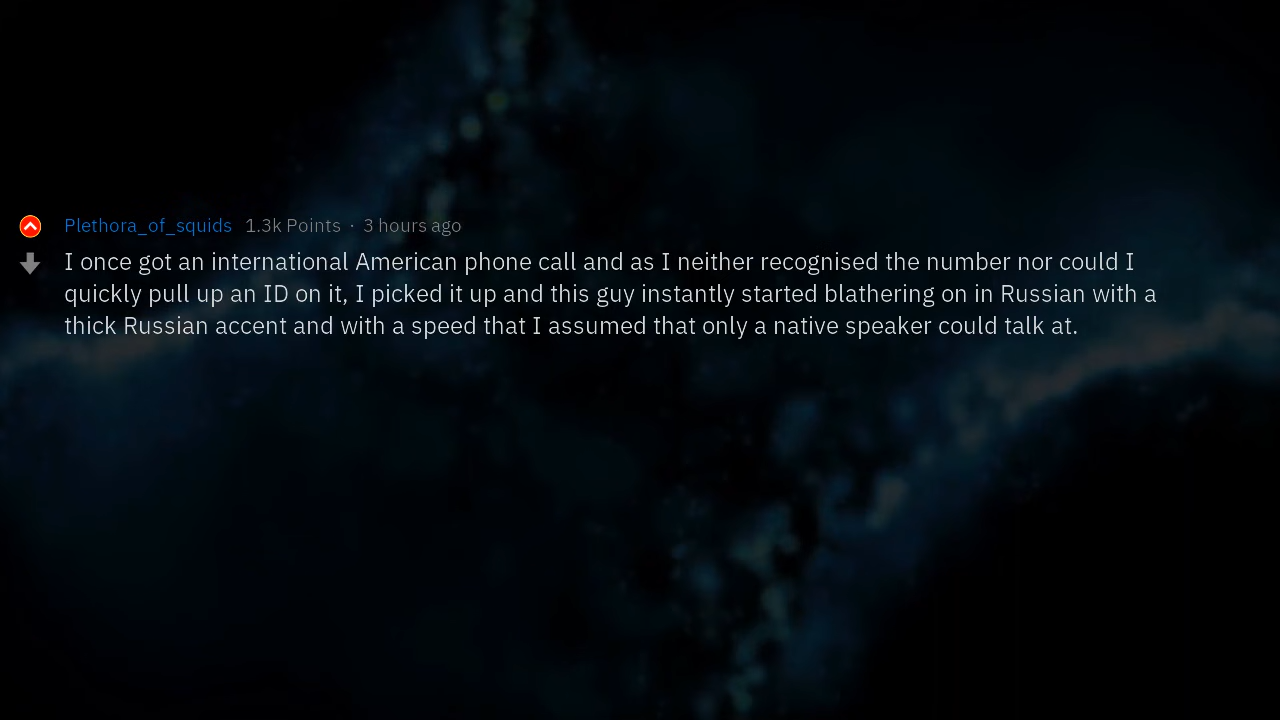 Plethora_of_squids 1.3k Points · 3 hours ago
I once got an international American phone call and as I neither recognised the number nor could I
quickly pull up an ID on it, I picked it up and this guy instantly started blathering on in Russian with a
thick Russian accent and with a speed that I assumed that only a native speaker could talk at.